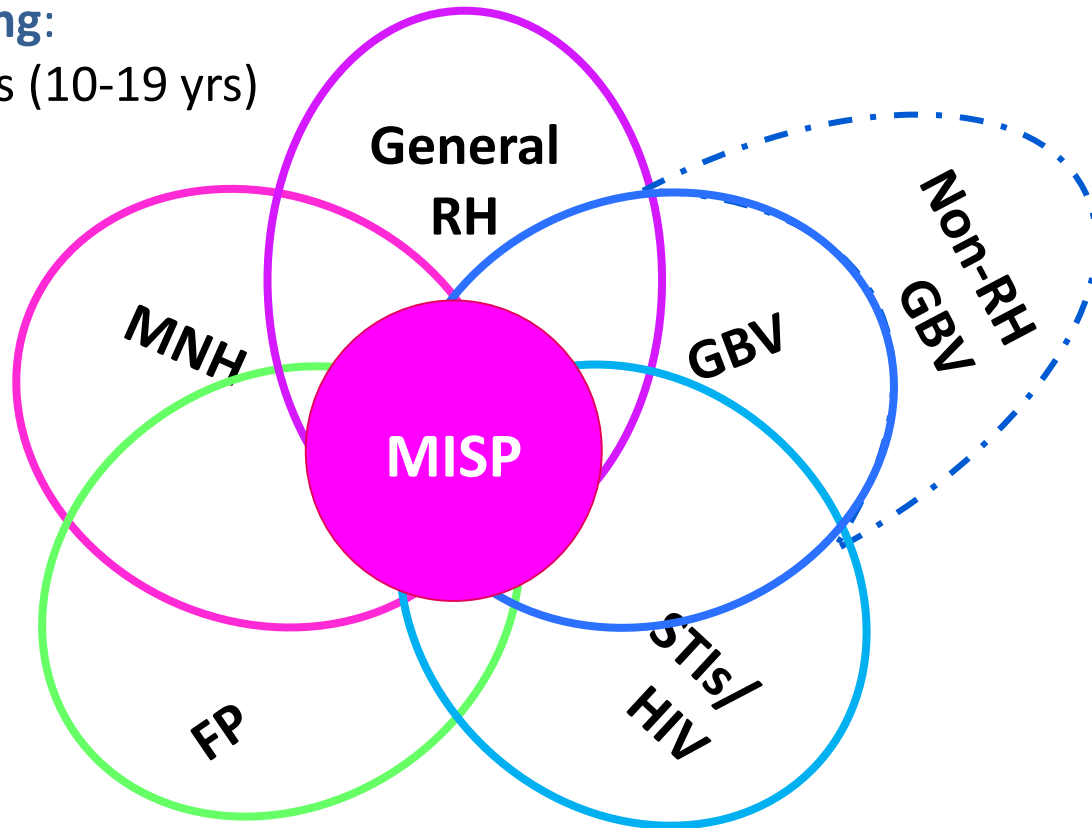 ng:
s (10-19 yrs)
General
RH
Non-RH
GBV
MNH
GBV
MISP
STIs/
HIV
FP